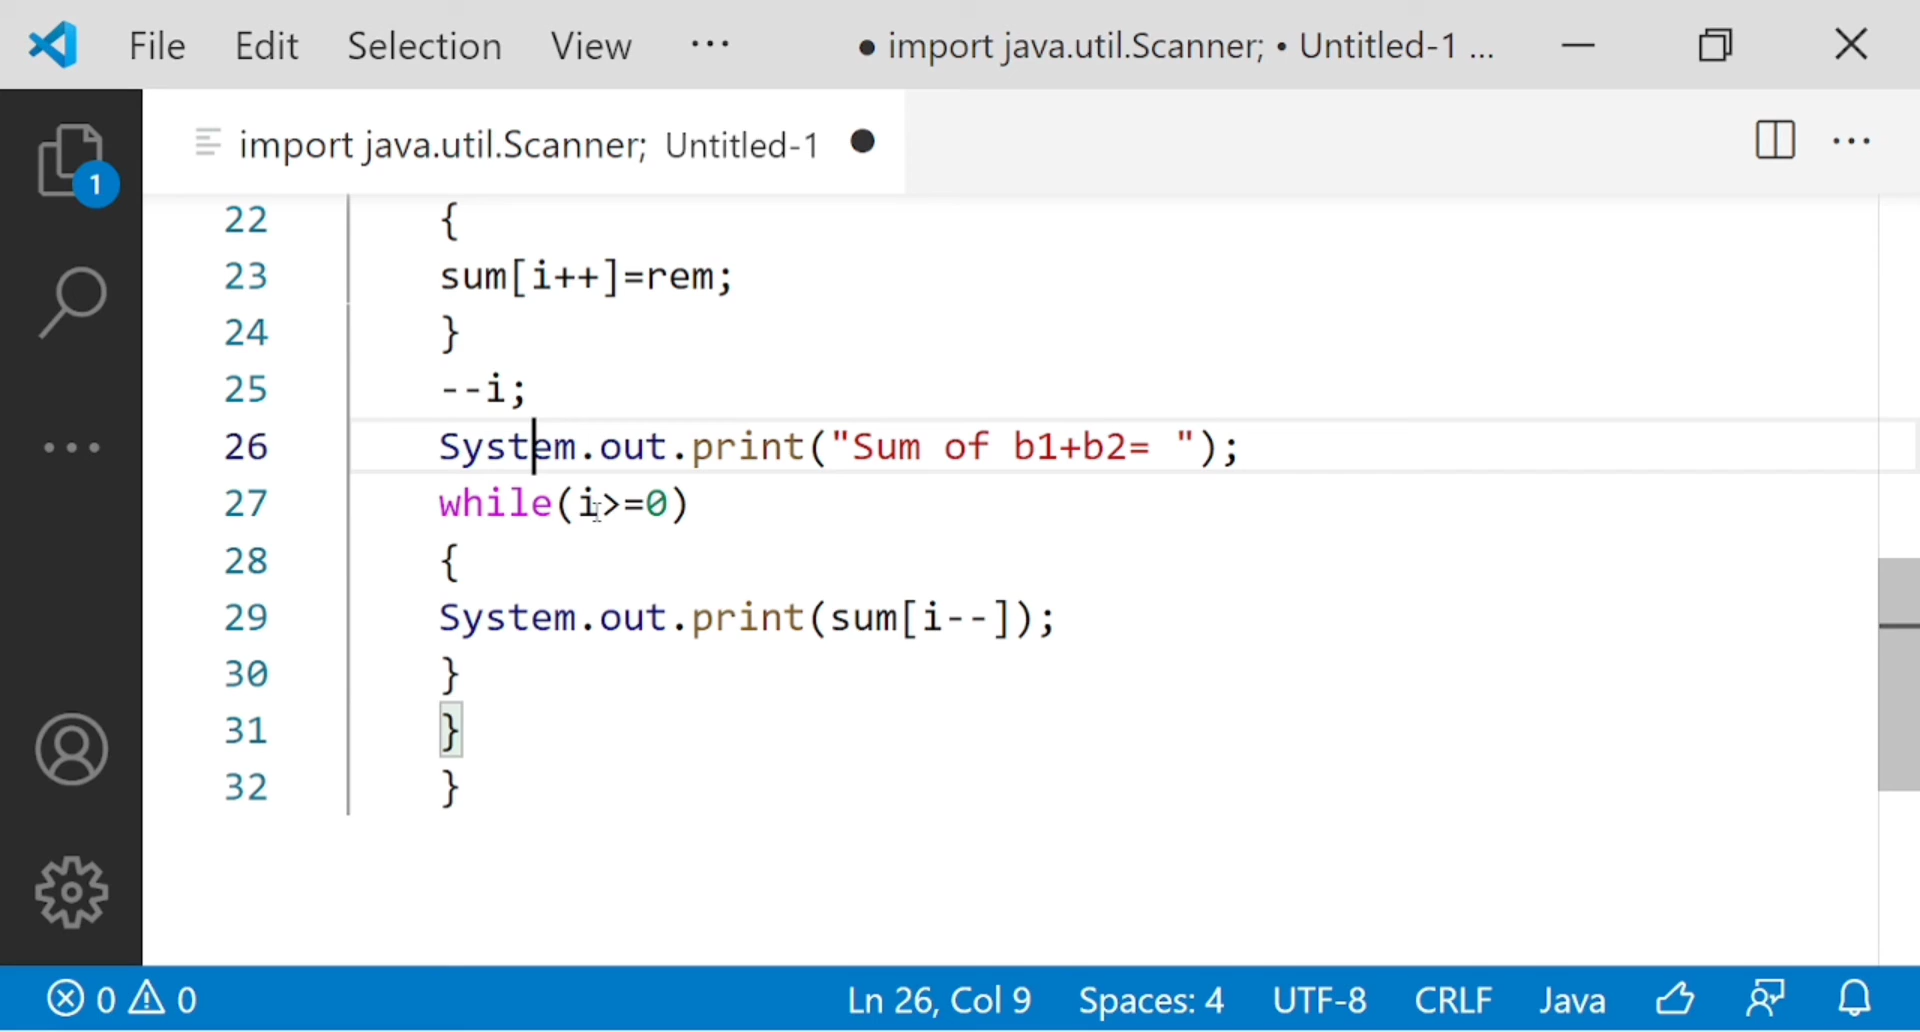 File Edit Selection View ··· ● import java.util.Scanner; • Untitled-1 ...
import java.util.Scanner; Untitled-1 ●
1
22 {
23 sum[i++]=rem;
24 }
25 --i;
26 System.out.print("Sum of b1+b2= ");
27 while(i>=0)
28 {
29 System.out.print(sum[i--]);
30 }
31 }
32 }
0 0 Ln 26, Col 9 Spaces: 4 UTF-8 CRLF Java